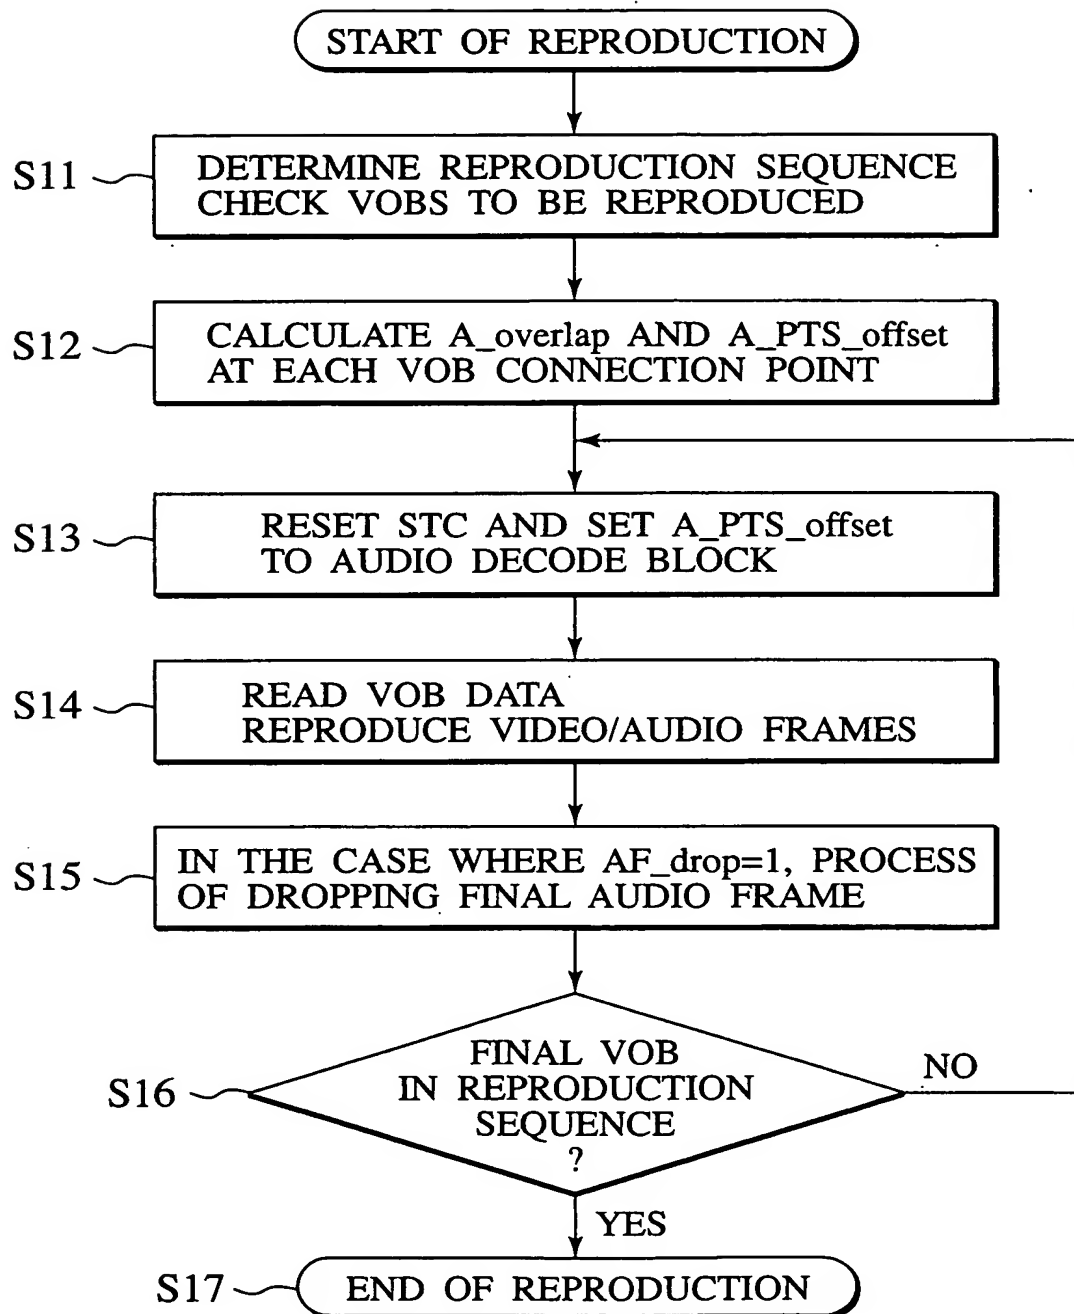 START OF REPRODUCTION
S11
DETERMINE REPRODUCTION SEQUENCE
CHECK VOBS TO BE REPRODUCED
S12
CALCULATE A_overlap AND A_PTS_offset
AT EACH VOB CONNECTION POINT
S13
RESET STC AND SET A_PTS_offset
TO AUDIO DECODE BLOCK
S14
READ VOB DATA
REPRODUCE VIDEO/AUDIO FRAMES
S15
IN THE CASE WHERE AF_drop=1, PROCESS
OF DROPPING FINAL AUDIO FRAME
S16
FINAL VOB
IN REPRODUCTION
SEQUENCE
?
NO
YES
S17
END OF REPRODUCTION